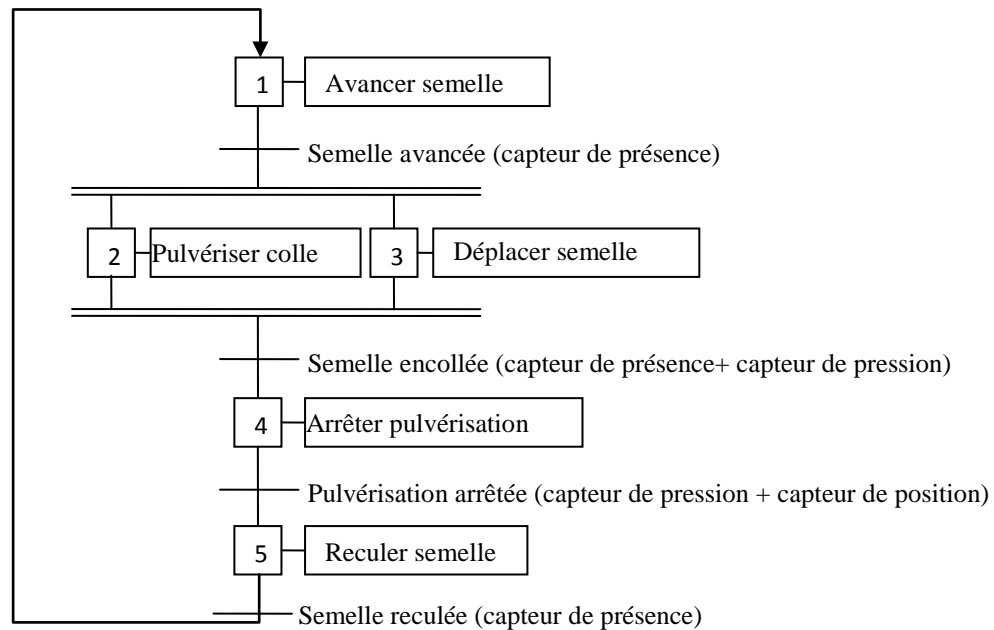 1 Avancer semelle
Semelle avancée (capteur de présence)
2 Pulvériser colle 3 Déplacer semelle
Semelle encollée (capteur de présence+ capteur de pression)
4 Arrêter pulvérisation
Pulvérisation arrêtée (capteur de pression + capteur de position)
5 Reculer semelle
Semelle reculée (capteur de présence)